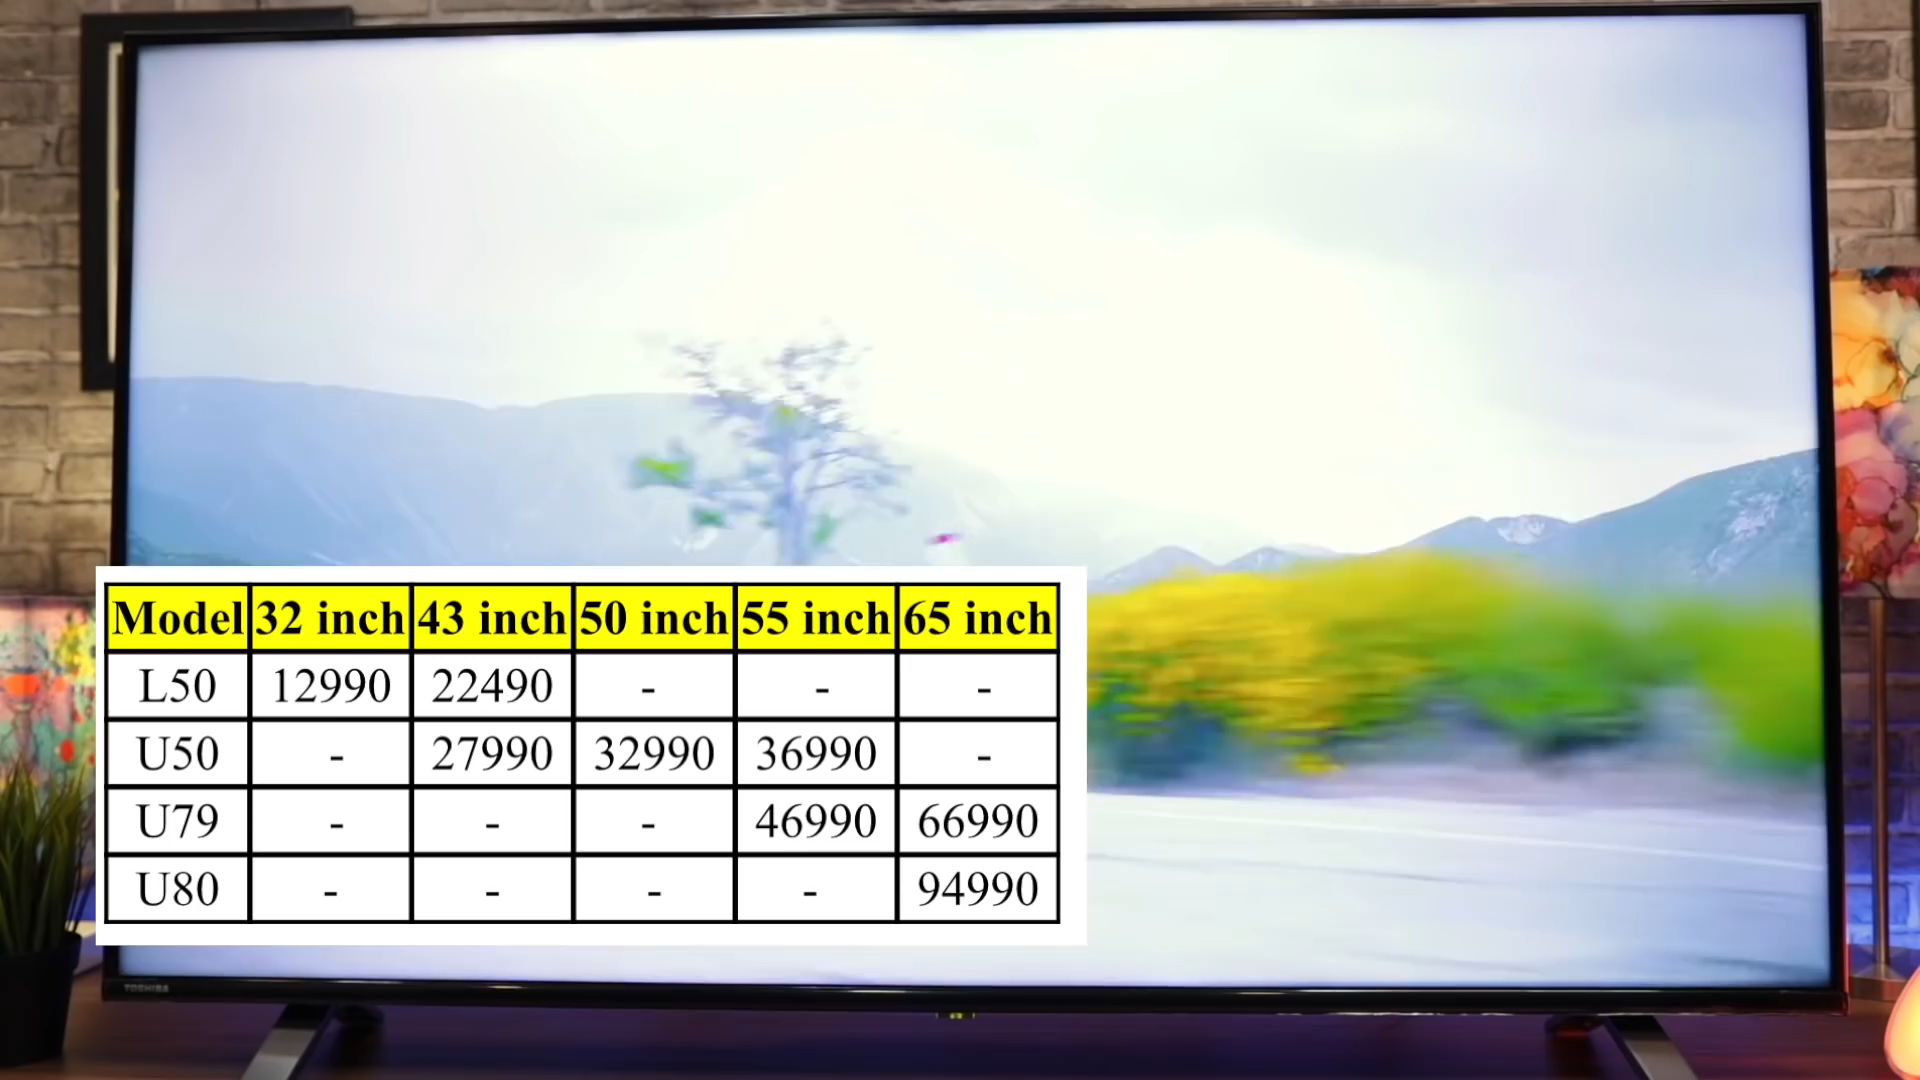 Model 32 inch 43 inch 50 inch 55 inch 65 inch
L50 12990 22490 - - -
U50 - 27990 32990 36990 -
U79 - - - 46990 66990
U80 - - - - 94990
TOSHIBA